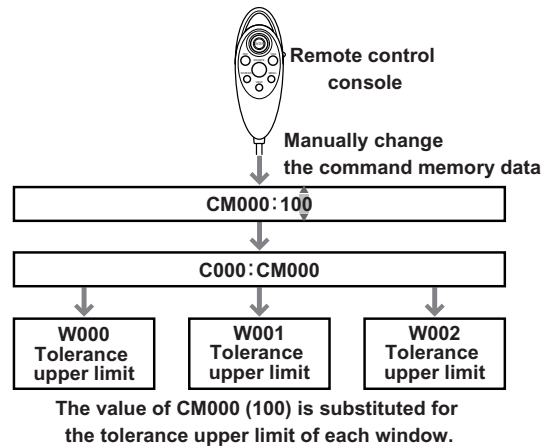 Remote control
console
Manually change
the command memory data
CM000:100
C000:CM000
W000
Tolerance
upper limit
W001
Tolerance
upper limit
W002
Tolerance
upper limit
The value of CM000 (100) is substituted for
the tolerance upper limit of each window.